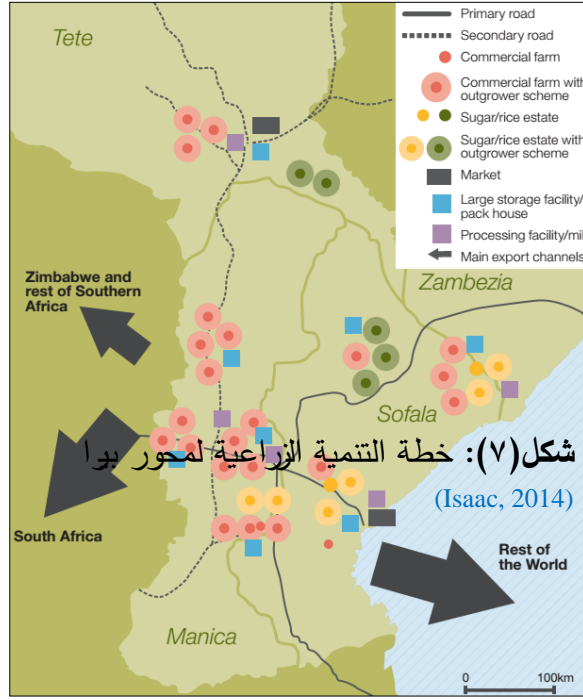 Tete
Primary road
Secondary road
Commercial farm
Commercial farm with
outgrower scheme
Sugar/rice estate
Sugar/rice estate with
outgrower scheme
Market
Large storage facility/
pack house
Processing facility/mil
Main export channels
Zimbabwe and
rest of Southern
Africa
Zambezia
Sofala
شكل(٧): خطة التنمية الزراعية لمحور بيرا
(Isaac, 2014)
South Africa
Rest of
the World
Manica
0 100km